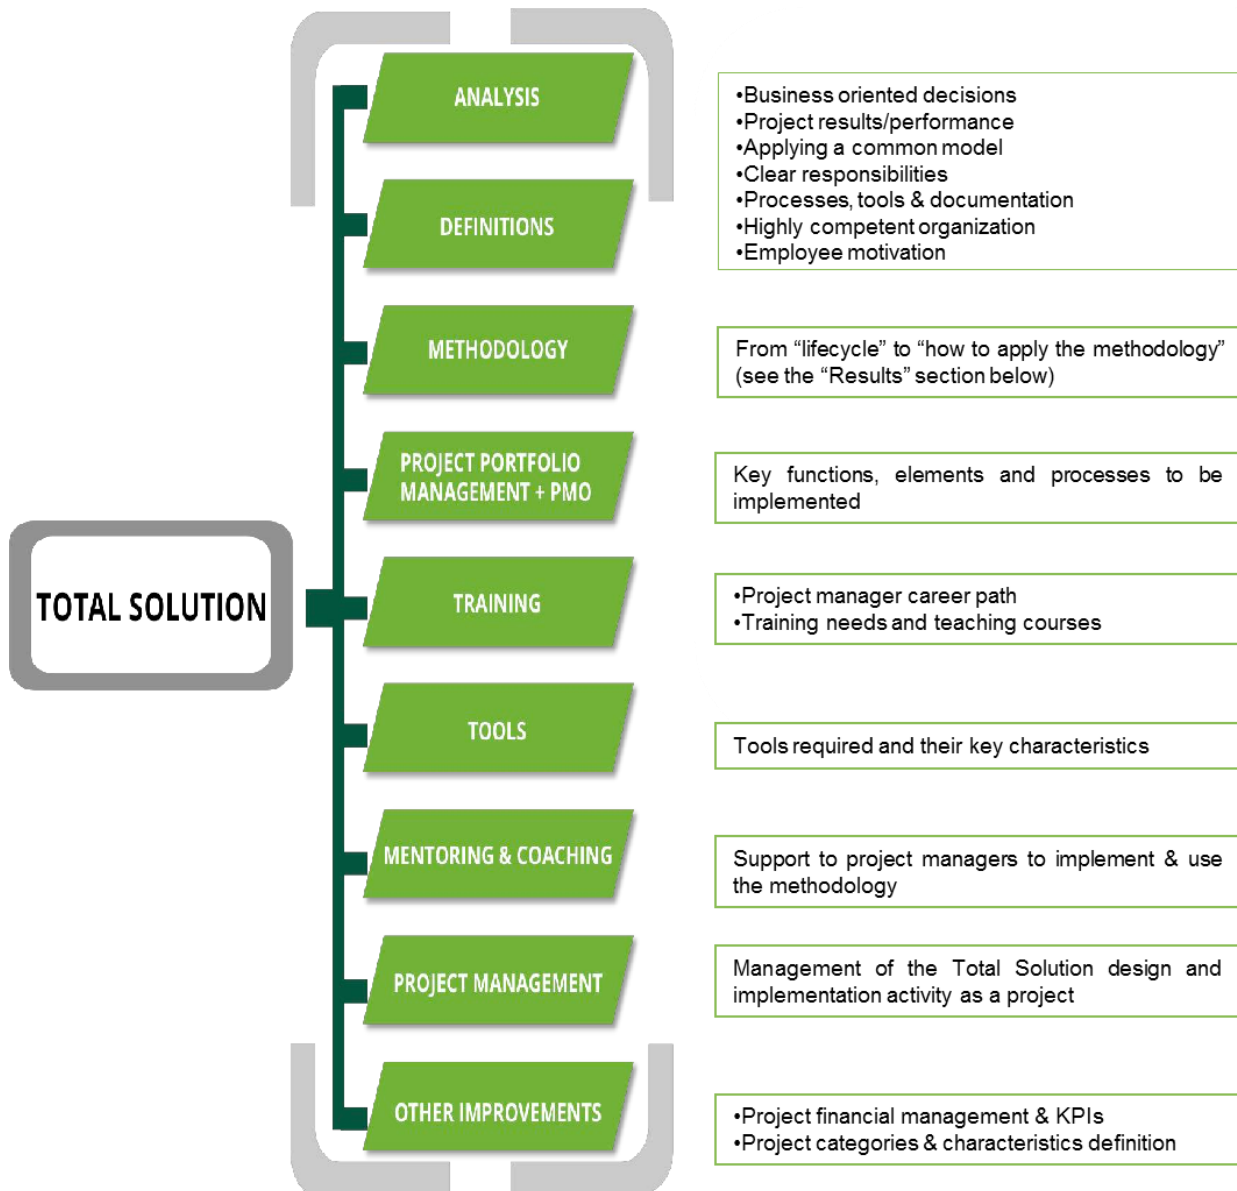 ANALYSIS
•Business oriented decisions
•Project results/performance
•Applying a common model
•Clear responsibilities
•Processes, tools & documentation
•Highly competent organization
•Employee motivation
DEFINITIONS
METHODOLOGY
From “lifecycle” to “how to apply the methodology”
(see the “Results” section below)
PROJECT PORTFOLIO
MANAGEMENT + PMO
Key functions, elements and processes to be
implemented
TOTAL SOLUTION
TRAINING
•Project manager career path
•Training needs and teaching courses
TOOLS
Tools required and their key characteristics
MENTORING & COACHING
Support to project managers to implement & use
the methodology
PROJECT MANAGEMENT
Management of the Total Solution design and
implementation activity as a project
OTHER IMPROVEMENTS
•Project financial management & KPIs
•Project categories & characteristics definition